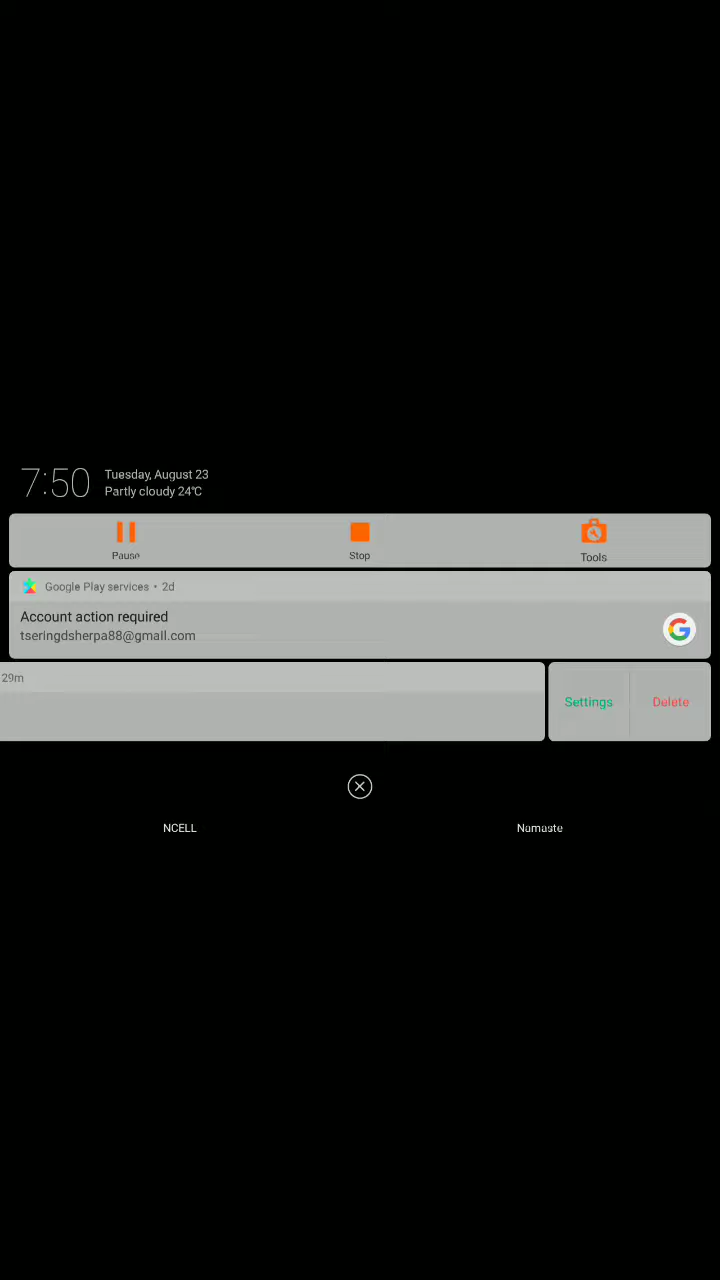 7:50
Tuesday, August 23
Partly cloudy 24℃
Pause
Stop
Tools
Google Play services • 2d
Account action required
tseringdsherpa88@gmail.com
29m
Settings
Delete
NCELL
Namaste